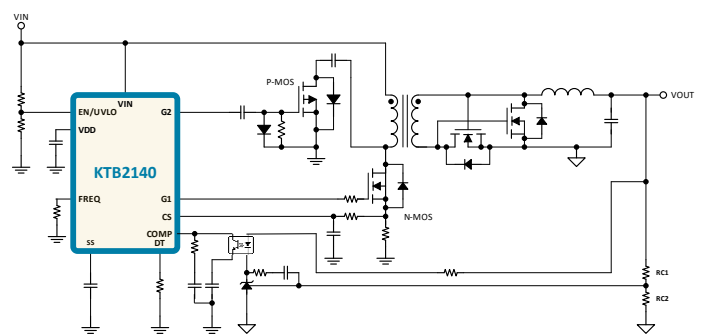 VIN
P-MOS
VIN
EN/UVLO
G2
VOUT
VDD
KTB2140
FREQ
G1
CS
N-MOS
COMP
SS
DT
RC1
RC2